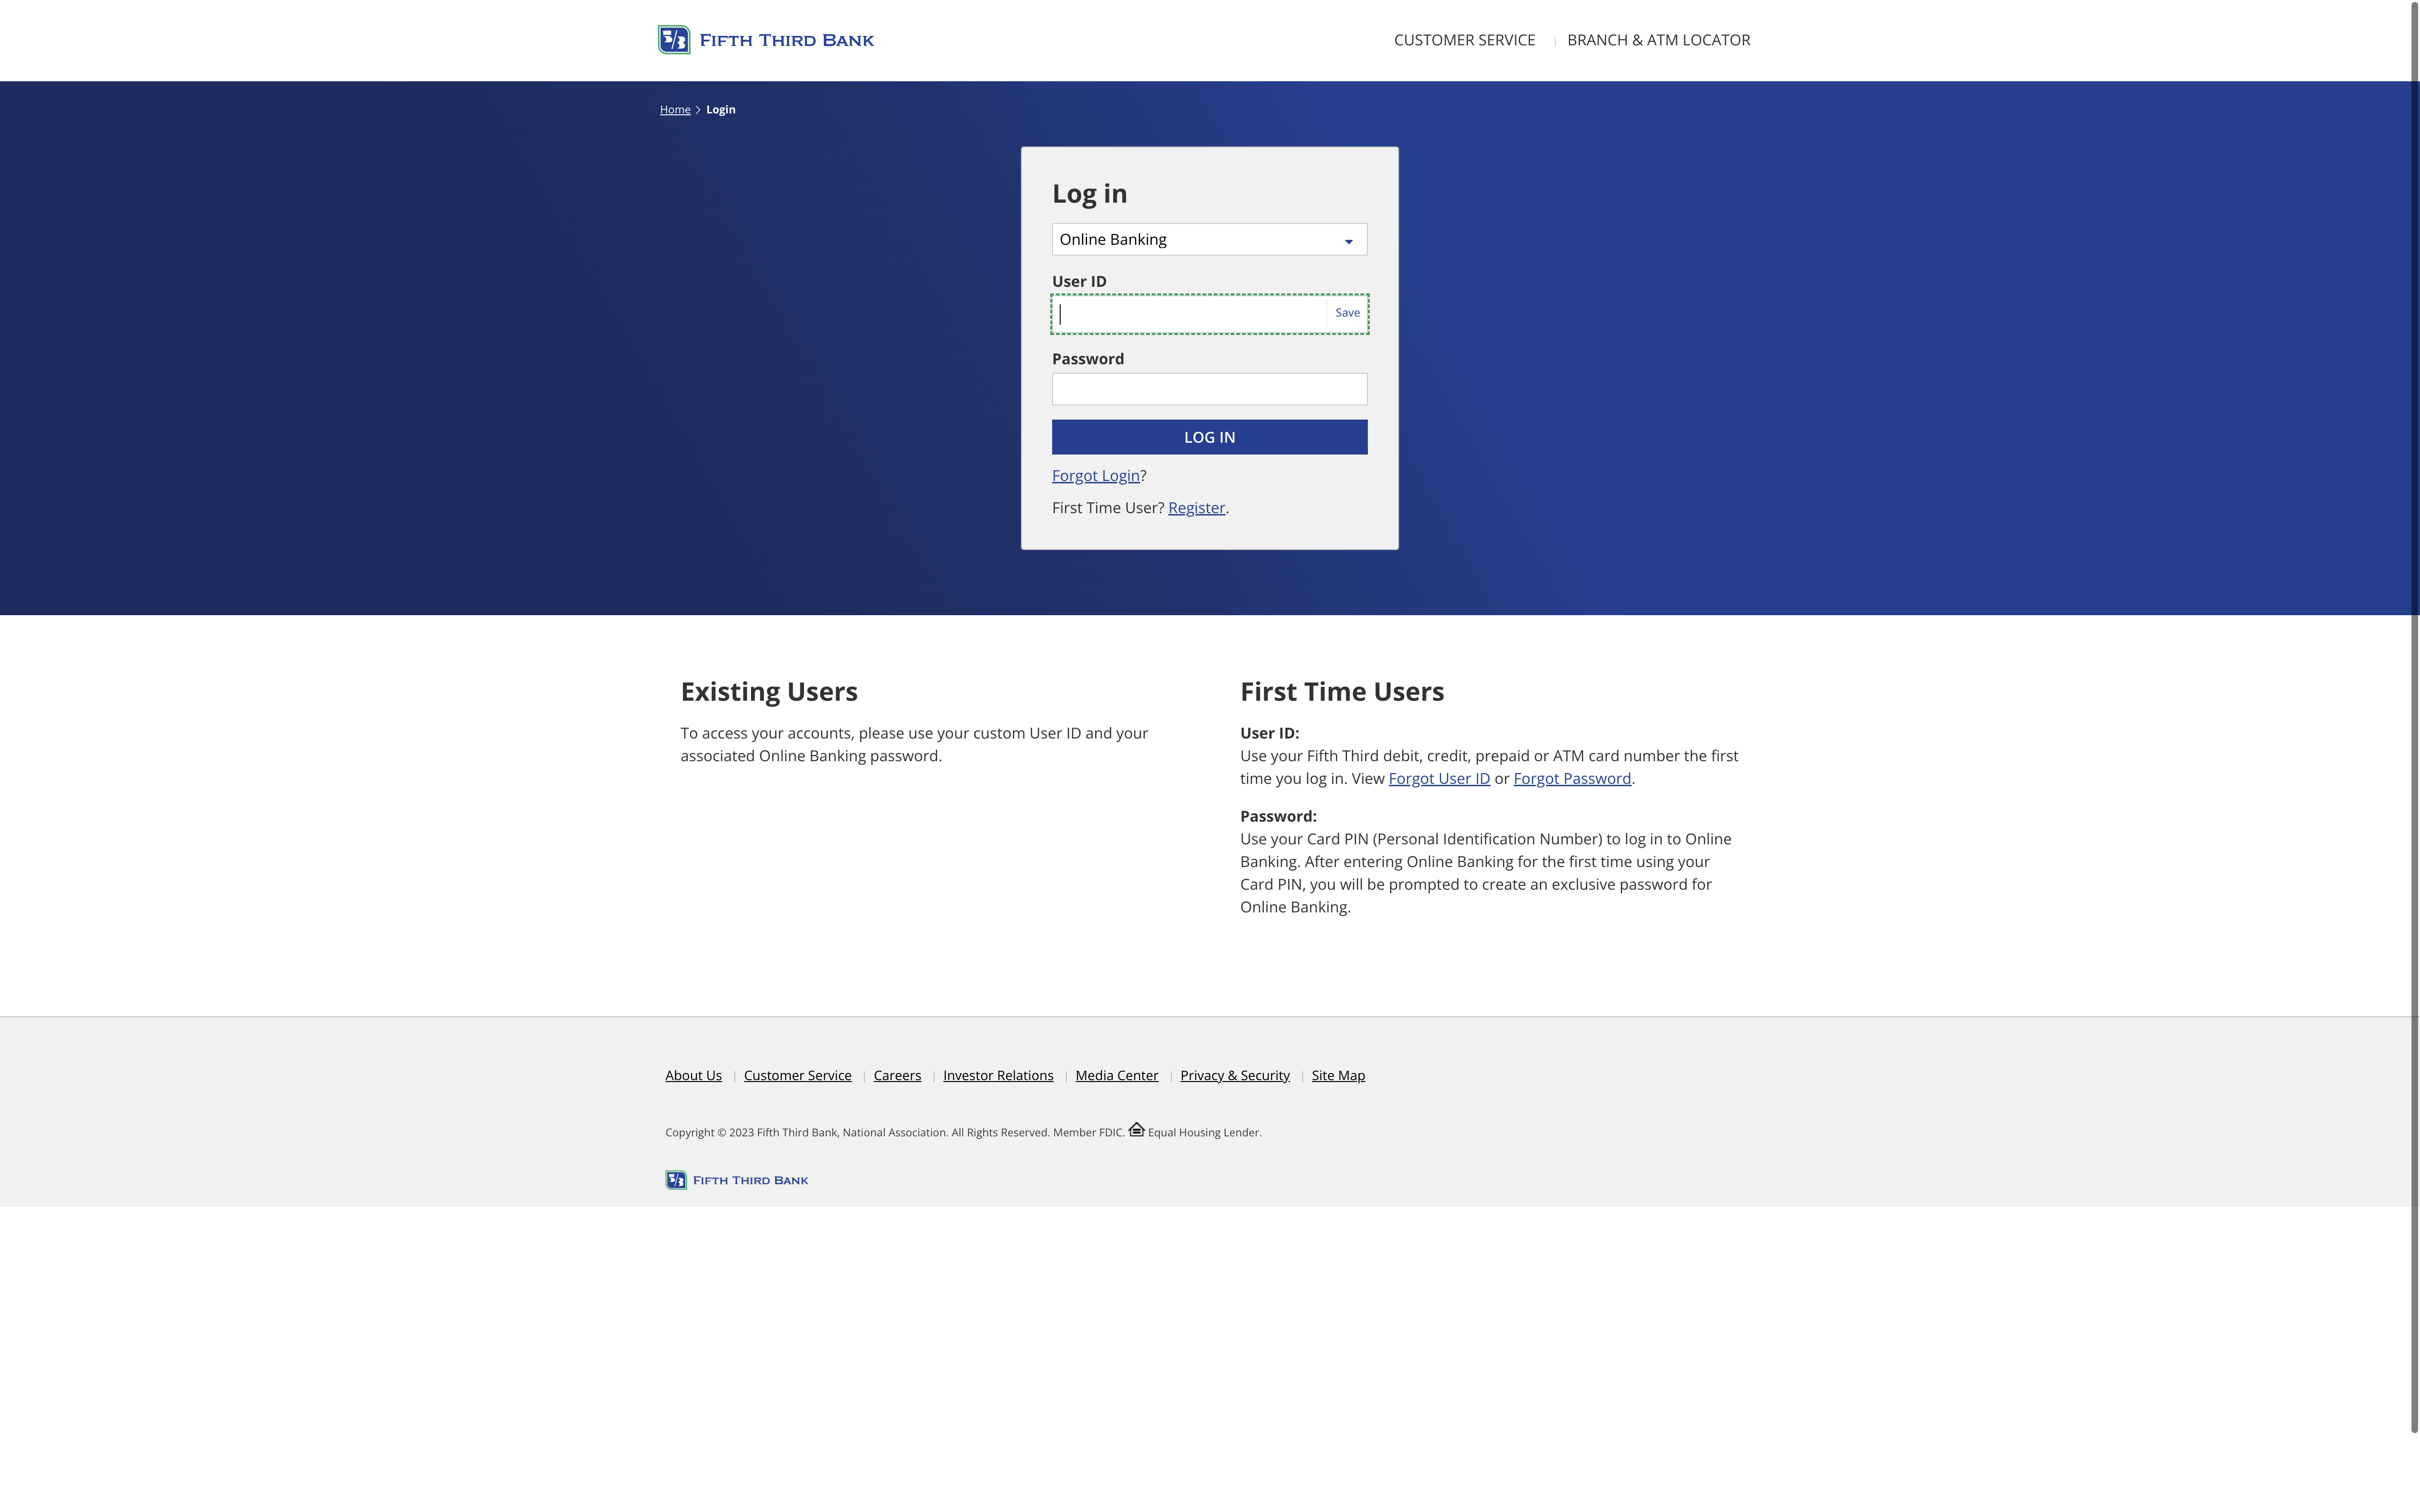 FIFTH THIRD BANK
CUSTOMER SERVICE | BRANCH & ATM LOCATOR
Home > Login
Log in
Online Banking
User ID
Save
Password
LOG IN
Forgot Login?
First Time User? Register.
Existing Users
To access your accounts, please use your custom User ID and your
associated Online Banking password.
First Time Users
User ID:
Use your Fifth Third debit, credit, prepaid or ATM card number the first
time you log in. View Forgot User ID or Forgot Password.
Password:
Use your Card PIN (Personal Identification Number) to log in to Online
Banking. After entering Online Banking for the first time using your
Card PIN, you will be prompted to create an exclusive password for
Online Banking.
About Us | Customer Service | Careers | Investor Relations | Media Center | Privacy & Security | Site Map
Copyright © 2023 Fifth Third Bank, National Association. All Rights Reserved. Member FDIC. Equal Housing Lender.
FIFTH THIRD BANK